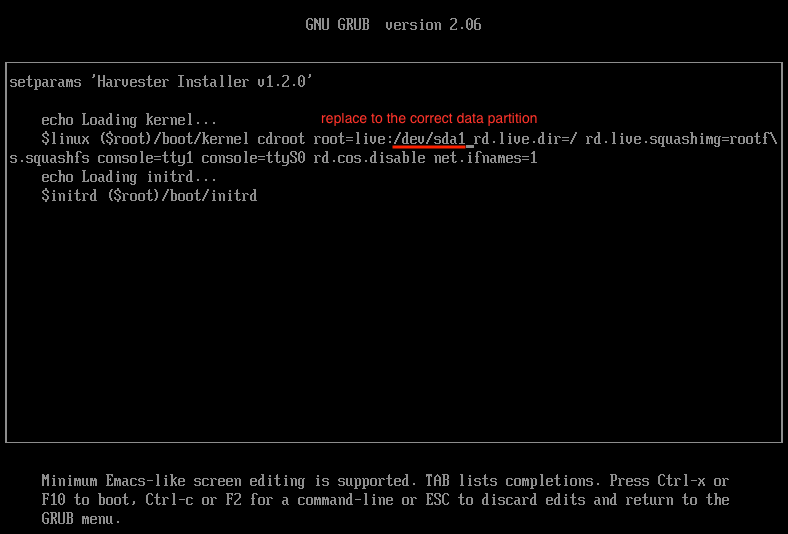 GNU GRUB  version 2.06
setparams 'Harvester Installer v1.2.0'
echo Loading kernel...
replace to the correct data partition
$linux ($root)/boot/kernel cdroot root=live:/dev/sda1 rd.live.dir=/ rd.live.squashimg=rootf\
s.squashfs console=tty1 console=ttyS0 rd.cos.disable net.ifnames=1
echo Loading initrd...
$initrd ($root)/boot/initrd
Minimum Emacs-like screen editing is supported. TAB lists completions. Press Ctrl-x or
F10 to boot, Ctrl-c or F2 for a command-line or ESC to discard edits and return to the
GRUB menu.